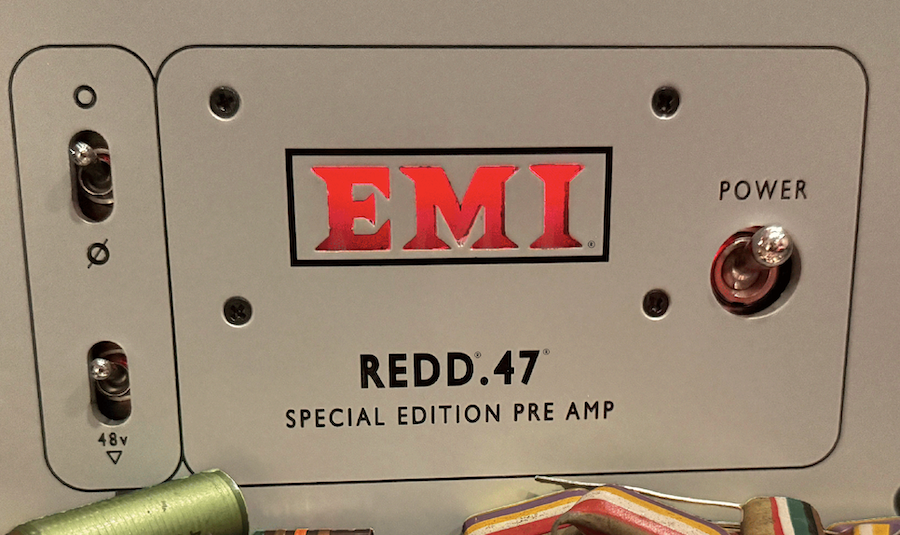 EMI®
POWER
REDD®.47®
SPECIAL EDITION PRE AMP
Ø
48v